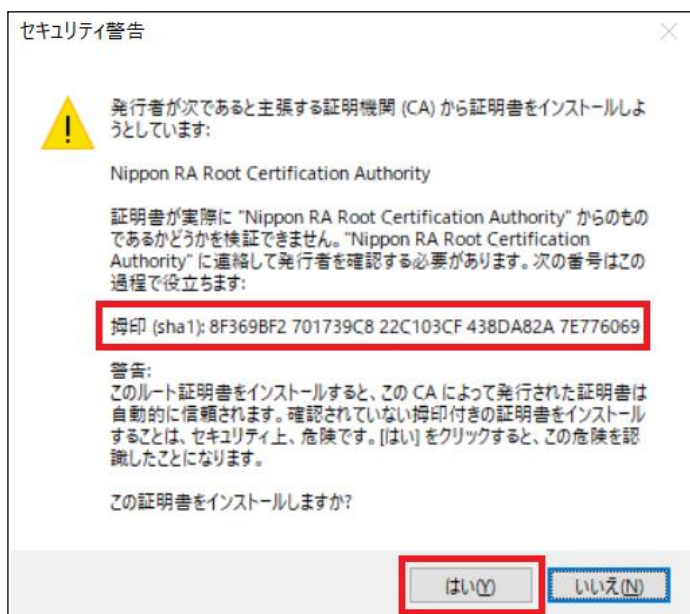 セキュリティ警告
発行者が次であると主張する証明機関 (CA) から証明書をインストールしよ
うとしています:
Nippon RA Root Certification Authority
証明書が実際に "Nippon RA Root Certification Authority" からのもの
であるかどうかを検証できません。"Nippon RA Root Certification
Authority" に連絡して発行者を確認する必要があります。次の番号はこの
過程で役立ちます:
拇印 (sha1): 8F369BF2 701739C8 22C103CF 438DA82A 7E776069
警告:
このルート証明書をインストールすると、この CA によって発行された証明書は
自動的に信頼されます。確認されていない拇印付きの証明書をインストール
することは、セキュリティ上、危険です。[はい] をクリックすると、この危険を認
識したことになります。
この証明書をインストールしますか?
はい(Y) いいえ(N)